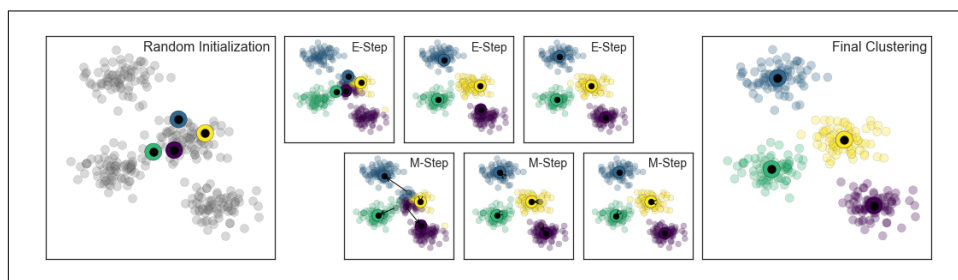 Random Initialization
E-Step
E-Step
E-Step
Final Clustering
M-Step
M-Step
M-Step